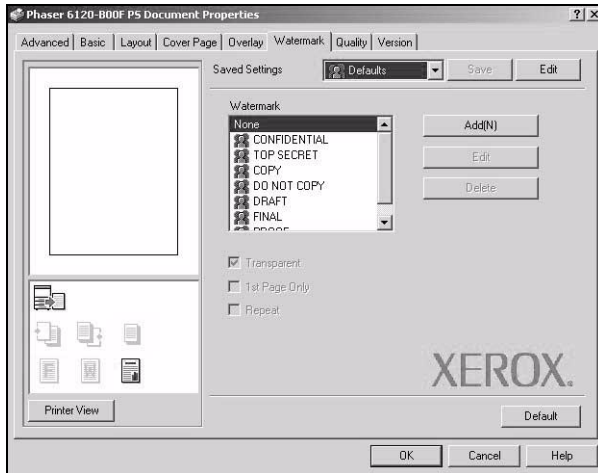 Phaser 6120-B00F PS Document Properties
Advanced Basic Layout Cover Page Overlay Watermark Quality Version
Saved Settings Defaults Save Edit
Watermark
None
CONFIDENTIAL
TOP SECRET
COPY
DO NOT COPY
DRAFT
FINAL
PROOF
Add(N)
Edit
Delete
Transparent
1st Page Only
Repeat
XEROX.
Printer View
Default
OK Cancel Help